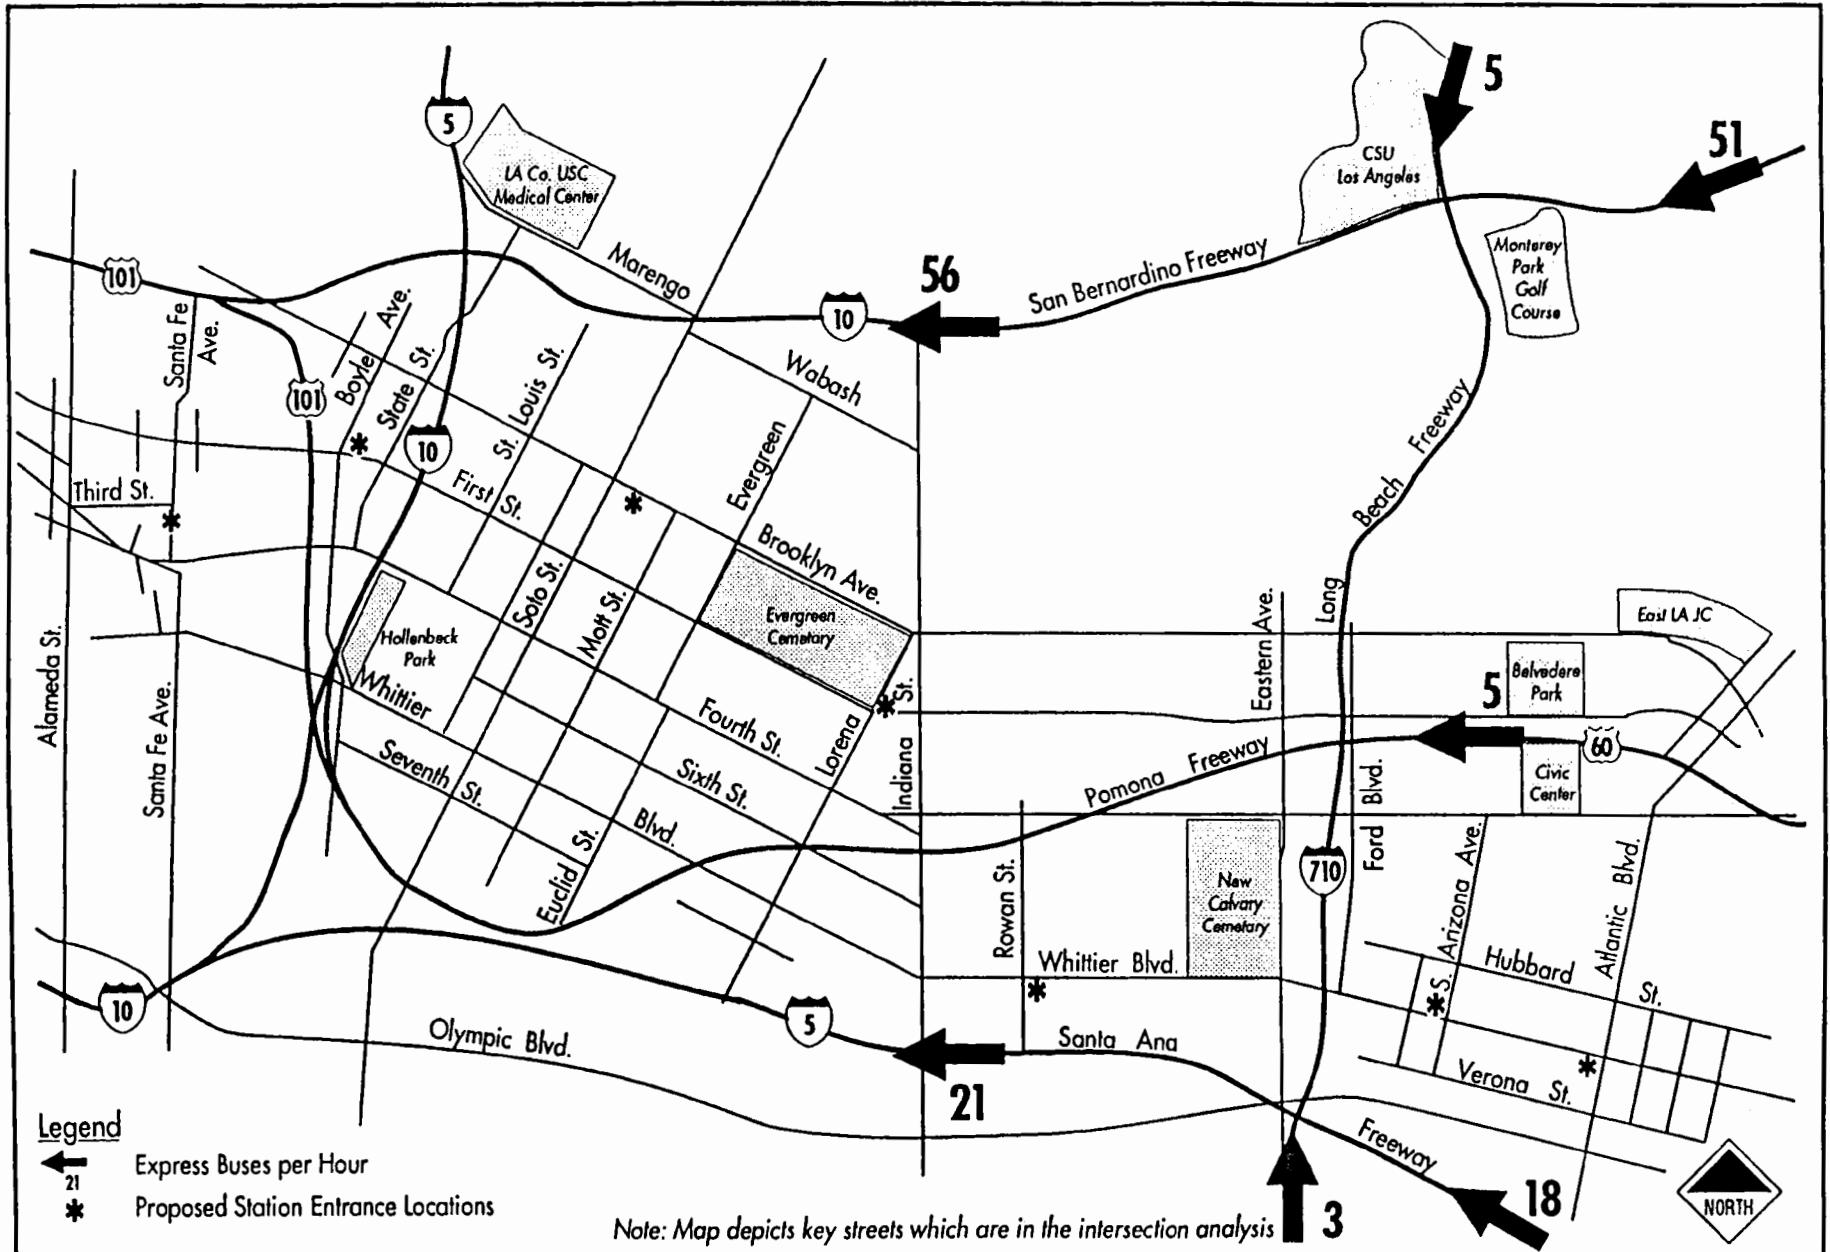 5
51
CSU
Los Angeles
5
LA Co. USC
Medical Center
Marengo
101
56
San Bernardino Freeway
10
Monterey
Park
Golf
Course
Santa Fe
Ave.
Boyle Ave.
State St.
St. Louis St.
101
10
Wabash
Evergreen
Beach Freeway
Long
Third St.
First St.
Brooklyn Ave.
Soto St.
Mott St.
Evergreen
Cemetary
Hollenbeck
Park
Whittier
Alameda St.
Santa Fe Ave.
Fourth St.
Lorena
Indiana St.
Seventh St.
Sixth St.
Blvd.
Euclid St.
Eastern Ave.
East LA JC
Belvedere
Park
5
60
Pomona Freeway
Civic
Center
Ford Blvd.
710
New
Calvary
Cemetary
Rowan St.
Whittier Blvd.
S. Arizona Ave.
Atlantic Blvd.
Hubbard St.
Verona St.
10
5
Olympic Blvd.
Santa Ana
Freeway
21
3
18
Legend
Express Buses per Hour
21
Proposed Station Entrance Locations
Note: Map depicts key streets which are in the intersection analysis
NORTH